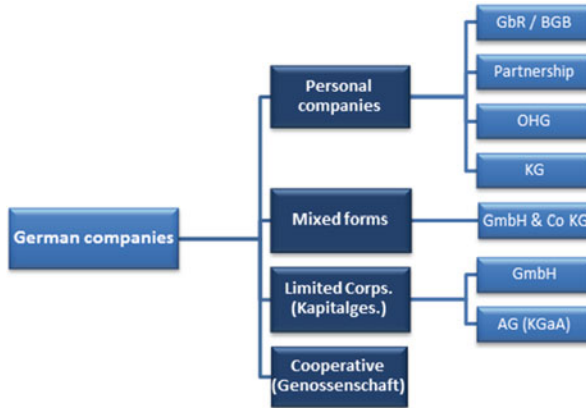 German companies
Personal
companies
GbR / BGB
Partnership
OHG
KG
Mixed forms
GmbH & Co KG
Limited Corps.
(Kapitalges.)
GmbH
AG (KGaA)
Cooperative
(Genossenschaft)